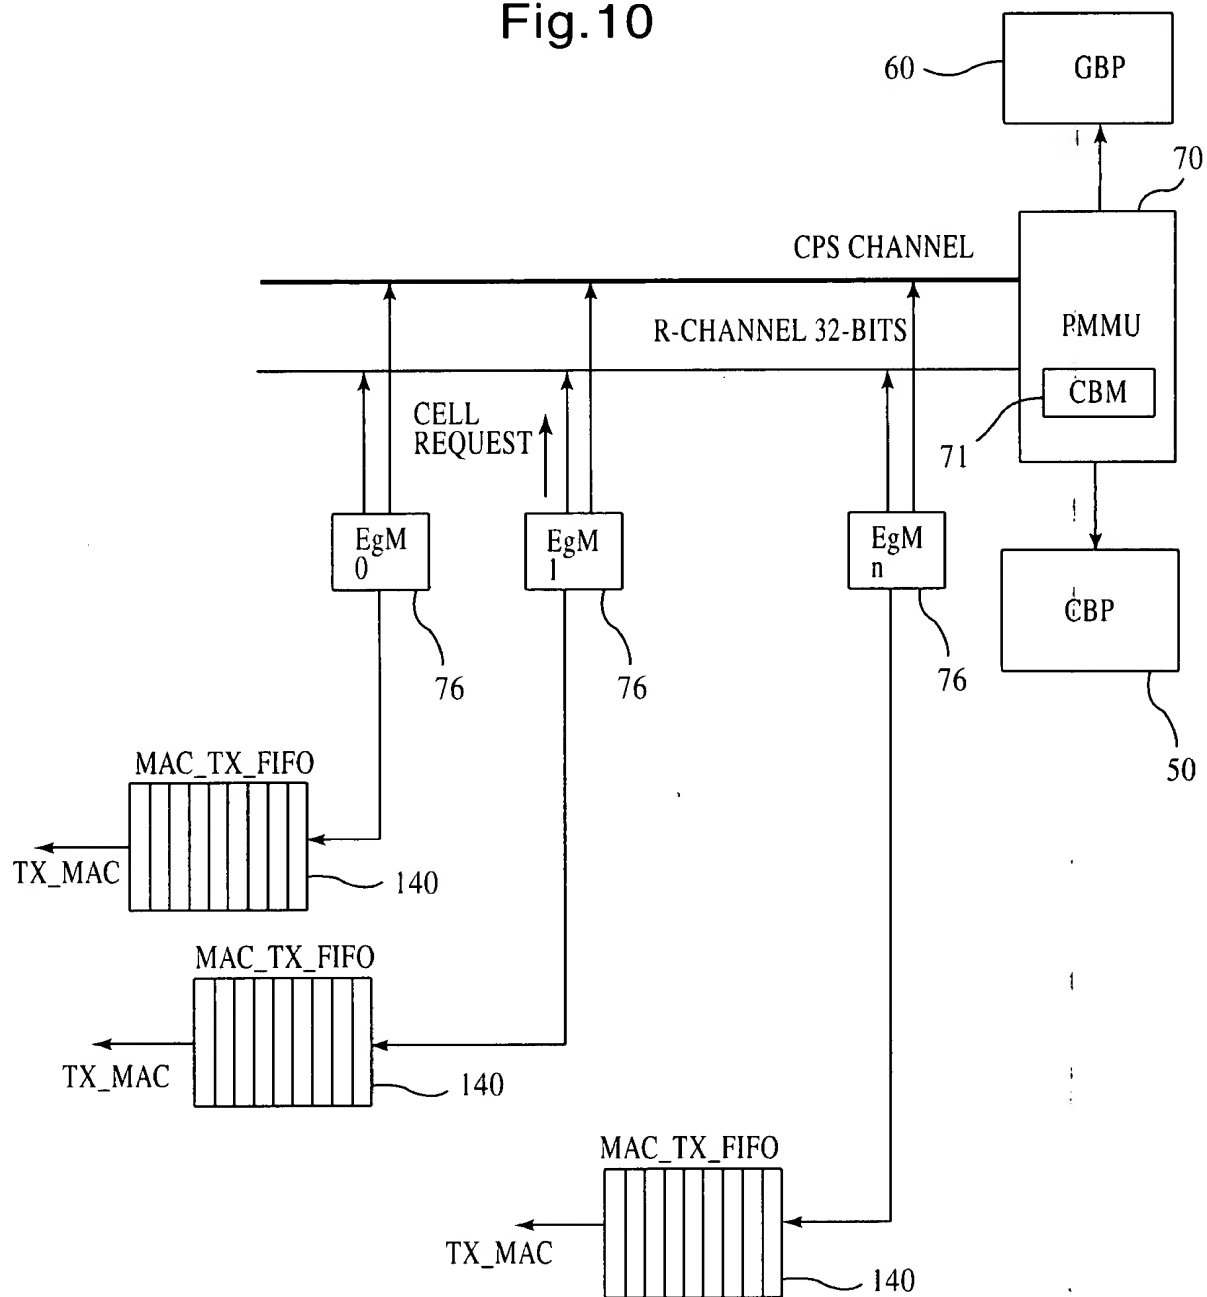 Fig.10
60
GBP
70
CPS CHANNEL
R-CHANNEL 32-BITS
PMMU
CELL
REQUEST
CBM
71
EgM
0
EgM
1
EgM
n
CBP
76
76
76
50
MAC_TX_FIFO
TX_MAC
140
MAC_TX_FIFO
TX_MAC
140
MAC_TX_FIFO
TX_MAC
140